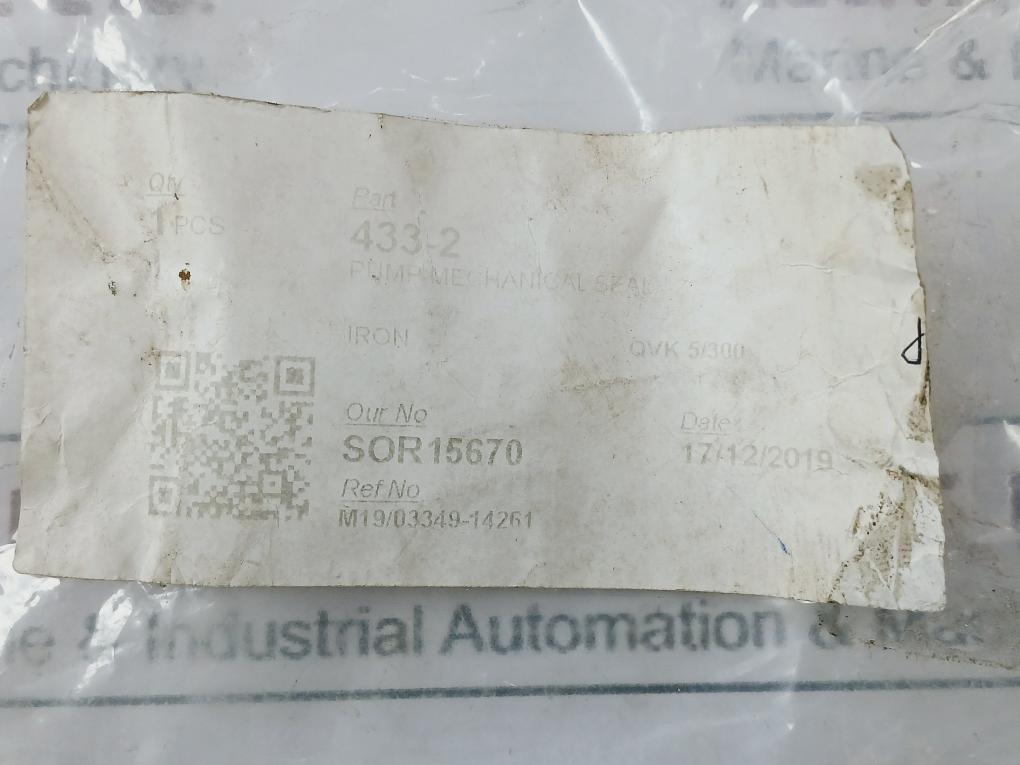 Marine &
Qty
1 PCS
Part
433-2
PUMP MECHANICAL SEAL
IRON
QVK 5/300
Our No
SOR15670
Date
17/12/2019
Ref No
M19/03349-14261
& Industrial Automation &